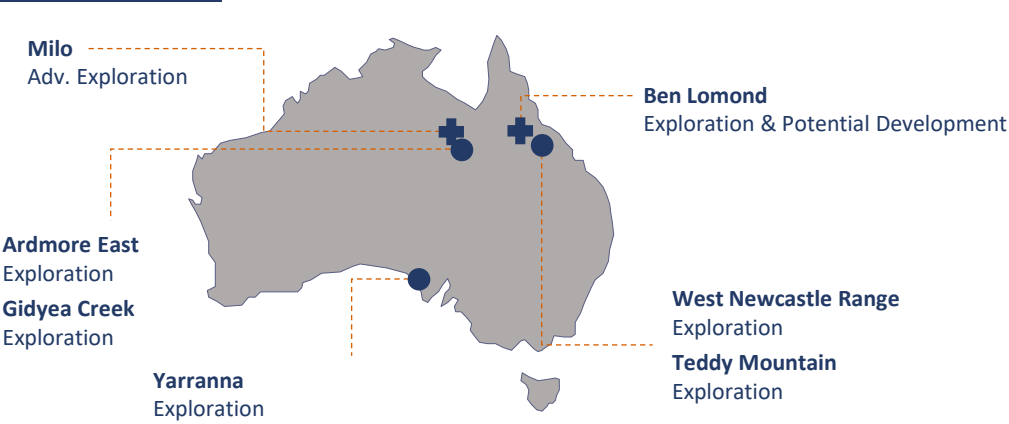 Milo
Adv. Exploration
Ben Lomond
Exploration & Potential Development
Ardmore East
Exploration
Gidyea Creek
Exploration
West Newcastle Range
Exploration
Teddy Mountain
Exploration
Yarranna
Exploration